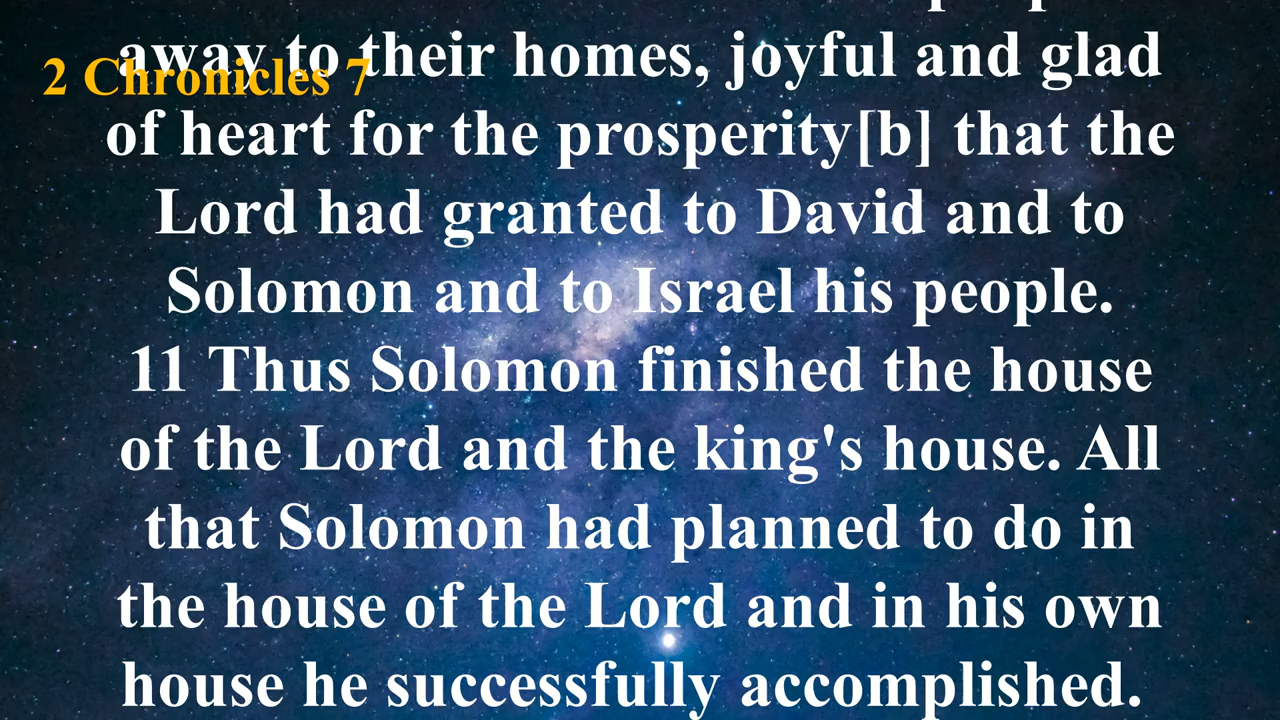 2 Chronicles 7
away to their homes, joyful and glad
of heart for the prosperity[b] that the
Lord had granted to David and to
Solomon and to Israel his people.
11 Thus Solomon finished the house
of the Lord and the king's house. All
that Solomon had planned to do in
the house of the Lord and in his own
house he successfully accomplished.